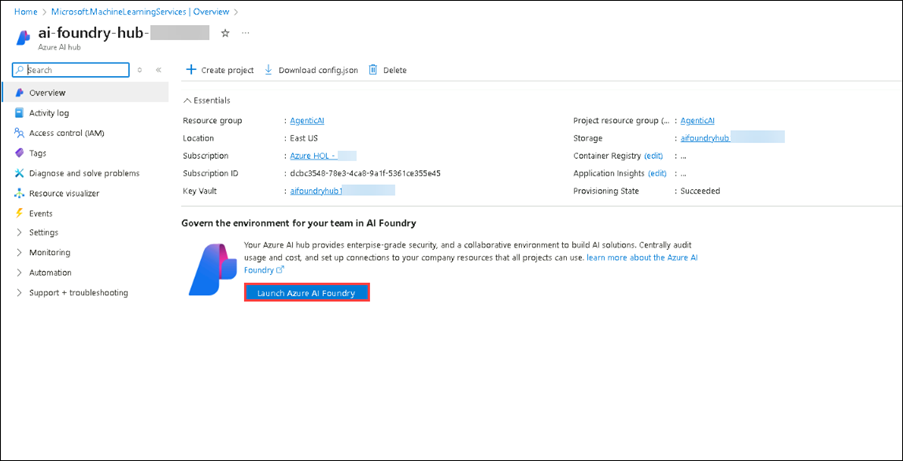 Home > Microsoft.MachineLearningServices | Overview >
ai-foundry-hub-
Azure AI hub
Search
Create project
Download config.json
Delete
Overview
Activity log
Access control (IAM)
Tags
Diagnose and solve problems
Resource visualizer
Events
Settings
Monitoring
Automation
Support + troubleshooting
Essentials
Resource group : AgenticAI
Location : East US
Subscription : Azure HOL -
Subscription ID : dcbc3548-78e3-4ca8-9a1f-5361ce355e45
Key Vault : aifoundryhub1
Project resource group (... : AgenticAI
Storage : aifoundryhub
Container Registry (edit) : ...
Application Insights (edit) : ...
Provisioning State : Succeeded
Govern the environment for your team in AI Foundry
Your Azure AI hub provides enterpise-grade security, and a collaborative environment to build AI solutions. Centrally audit
usage and cost, and set up connections to your company resources that all projects can use. learn more about the Azure AI
Foundry
Launch Azure AI Foundry